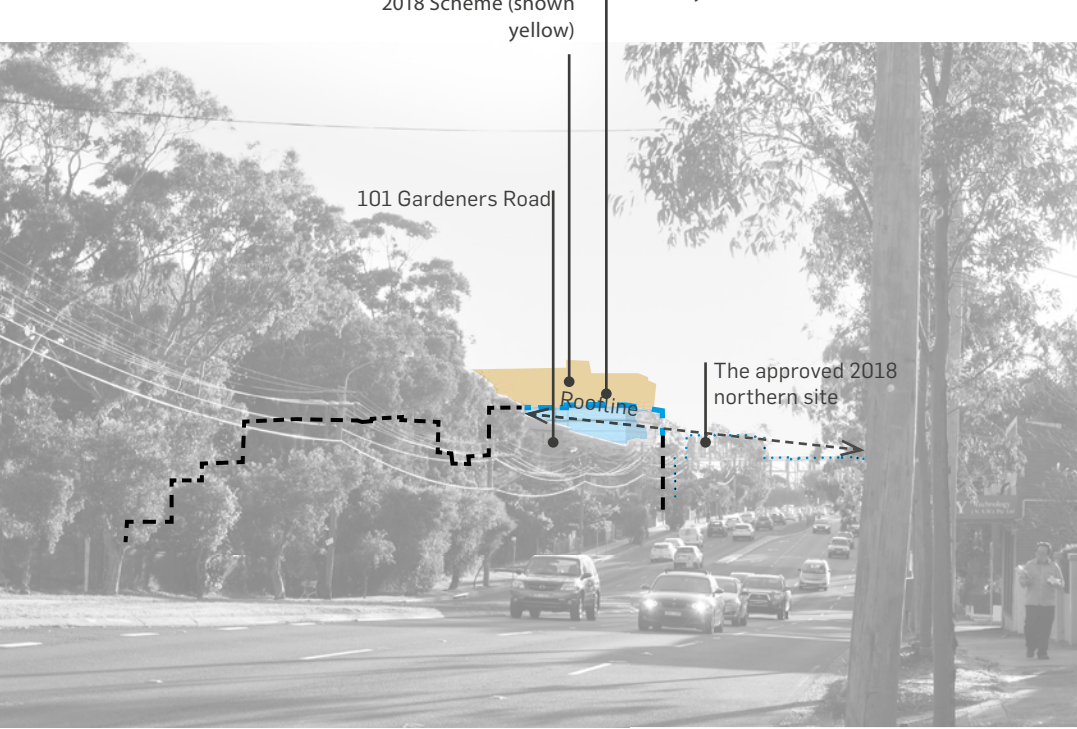 2018 Scheme (shown
yellow)
101 Gardeners Road
Roofline
The approved 2018
northern site